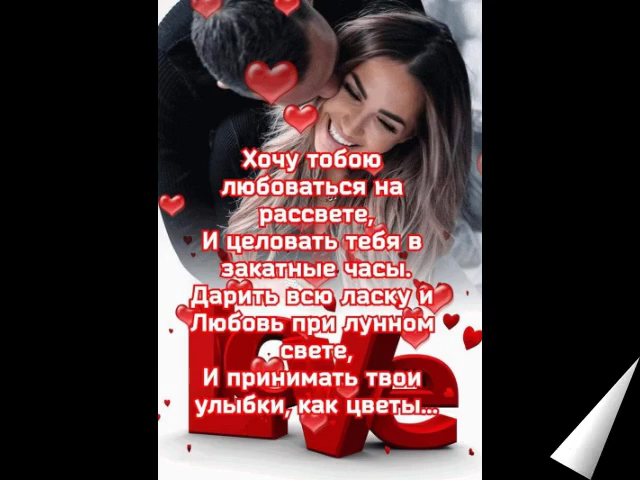 Хочу тобою
любоваться на
рассвете,
И целовать тебя в
закатные часы.
Дарить всю ласку и
Любовь при лунном
свете,
И принимать твои
улыбки, как цветы...
love